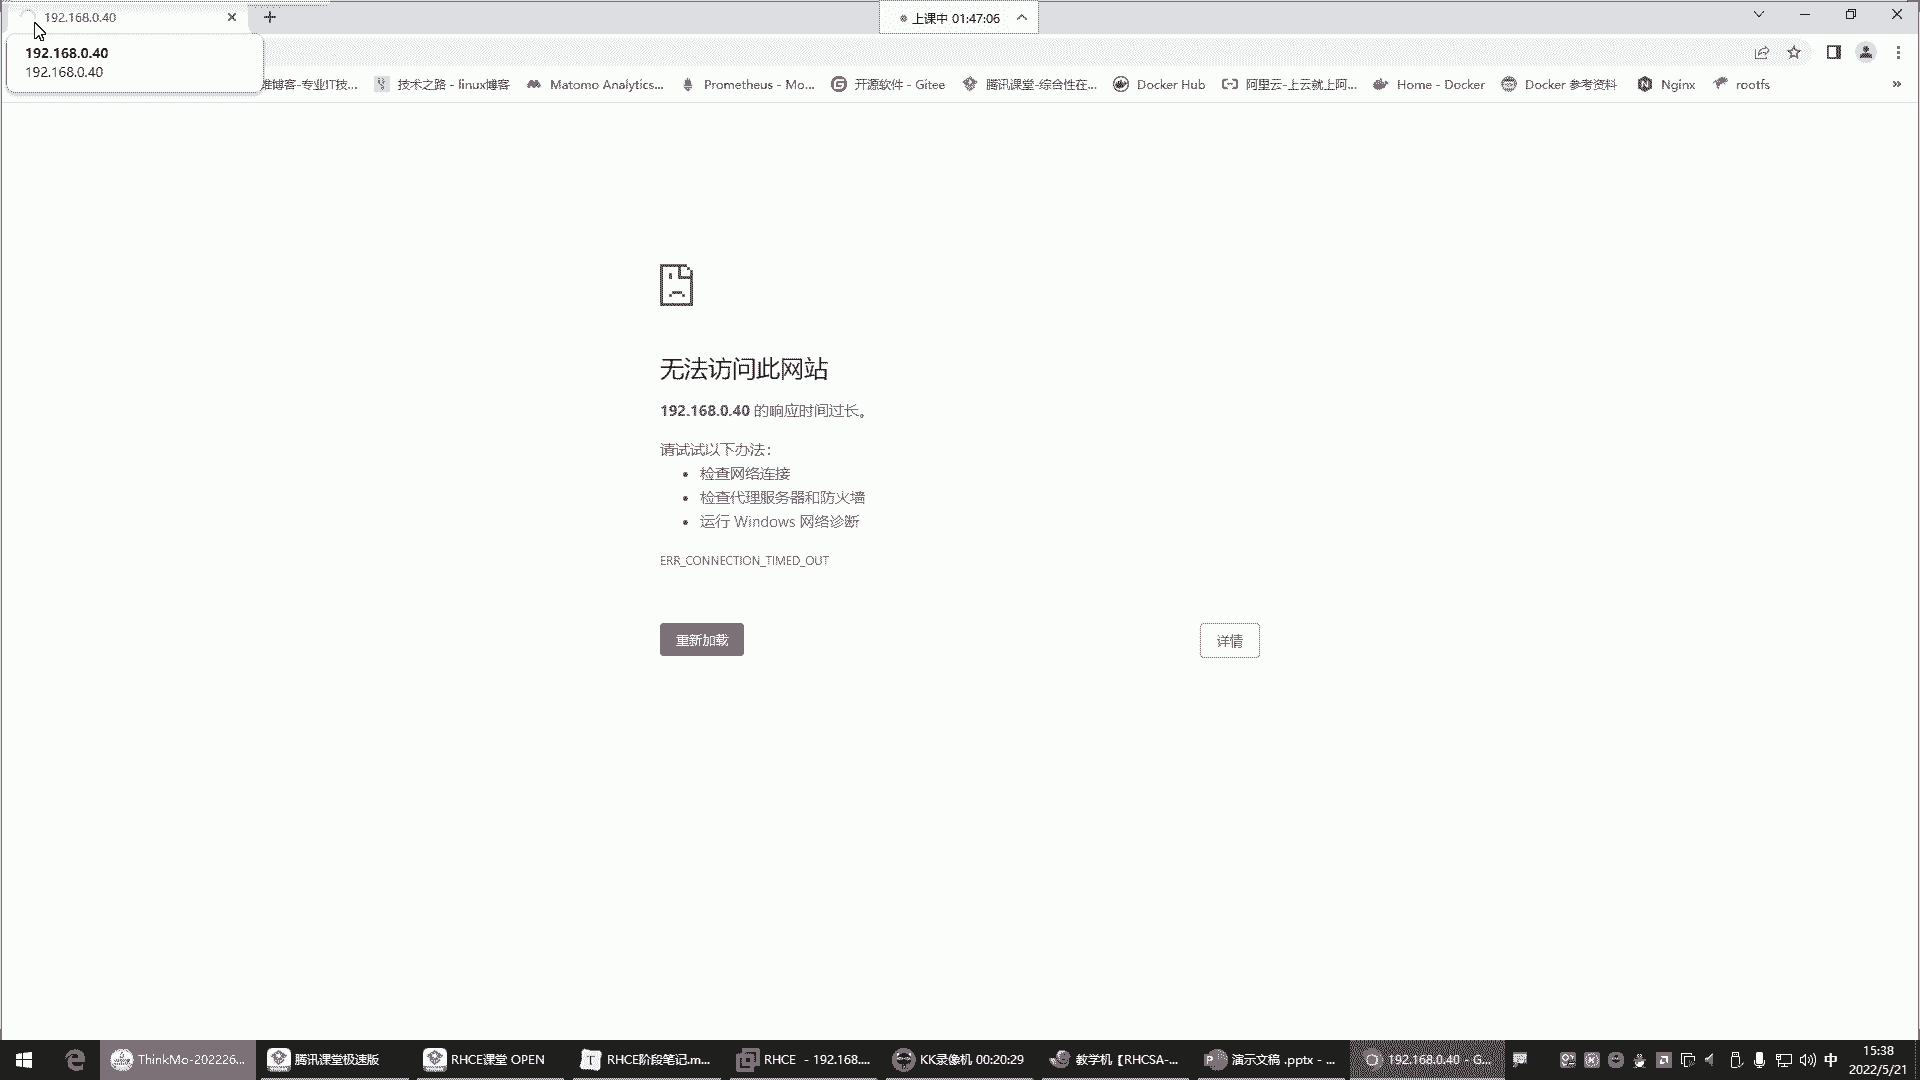 192.168.0.40
上课中 01:47:06
192.168.0.40
192.168.0.40
维博客-专业IT技...
技术之路 - linux博客
Matomo Analytics...
Prometheus - Mo...
开源软件 - Gitee
腾讯课堂-综合性在...
Docker Hub
阿里云-上云就上阿...
Home - Docker
Docker 参考资料
Nginx
rootfs
无法访问此网站
192.168.0.40 的响应时间过长。
请试试以下办法：
检查网络连接
检查代理服务器和防火墙
运行 Windows 网络诊断
ERR_CONNECTION_TIMED_OUT
重新加载
详情
ThinkMo-202226...
腾讯课堂极速版
RHCE课堂 OPEN
RHCE阶段笔记.m...
RHCE - 192.168....
KK录像机 00:20:29
教学机【RHCSA-...
演示文稿 .pptx - ...
192.168.0.40 - G...
中
15:38
2022/5/21